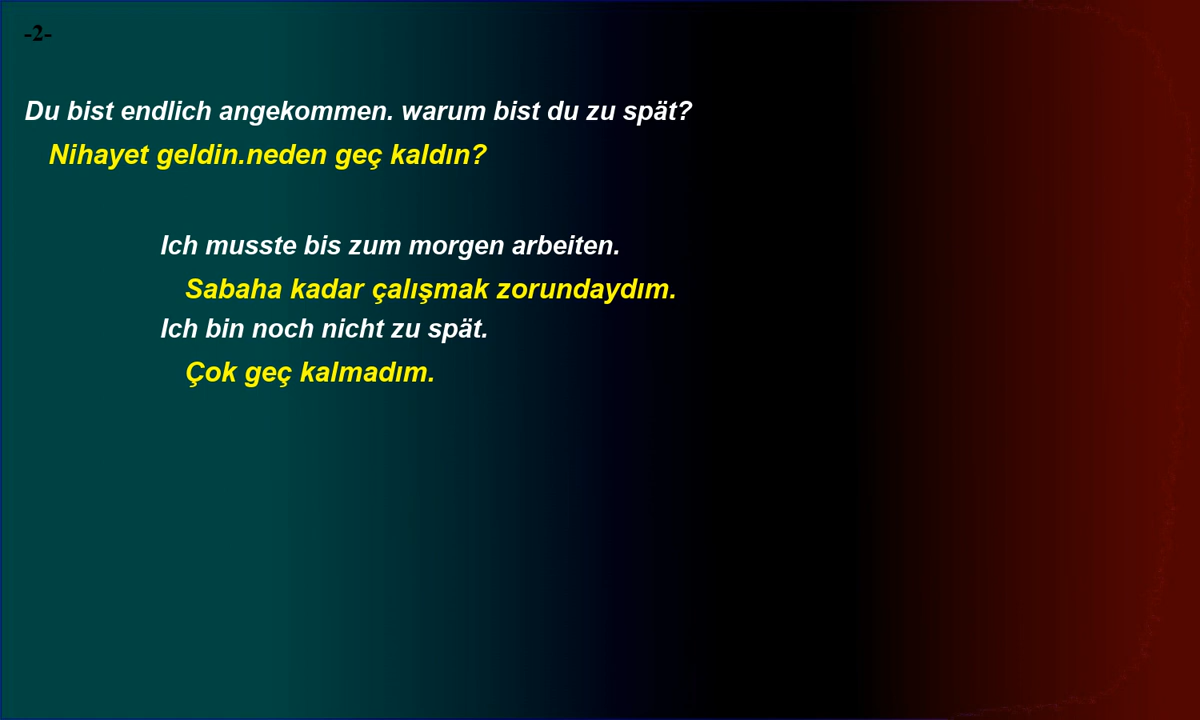 -2-
Du bist endlich angekommen. warum bist du zu spät?
Nihayet geldin.neden geç kaldın?
Ich musste bis zum morgen arbeiten.
Sabaha kadar çalışmak zorundaydım.
Ich bin noch nicht zu spät.
Çok geç kalmadım.